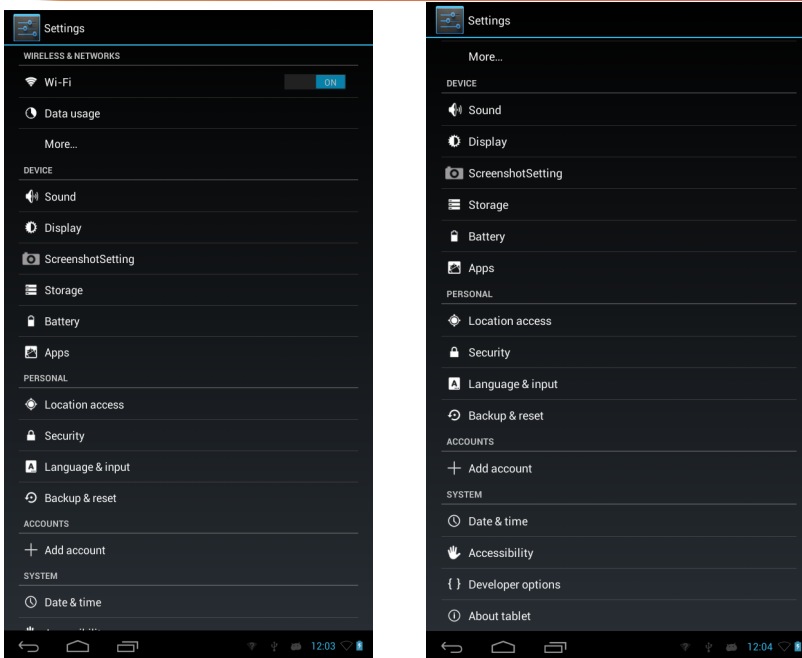 Settings
WIRELESS & NETWORKS
Wi-Fi ON
Data usage
More...
DEVICE
Sound
Display
ScreenshotSetting
Storage
Battery
Apps
PERSONAL
Location access
Security
Language & input
Backup & reset
ACCOUNTS
Add account
SYSTEM
Date & time
12:03
Settings
More...
DEVICE
Sound
Display
ScreenshotSetting
Storage
Battery
Apps
PERSONAL
Location access
Security
Language & input
Backup & reset
ACCOUNTS
Add account
SYSTEM
Date & time
Accessibility
{ } Developer options
About tablet
12:04